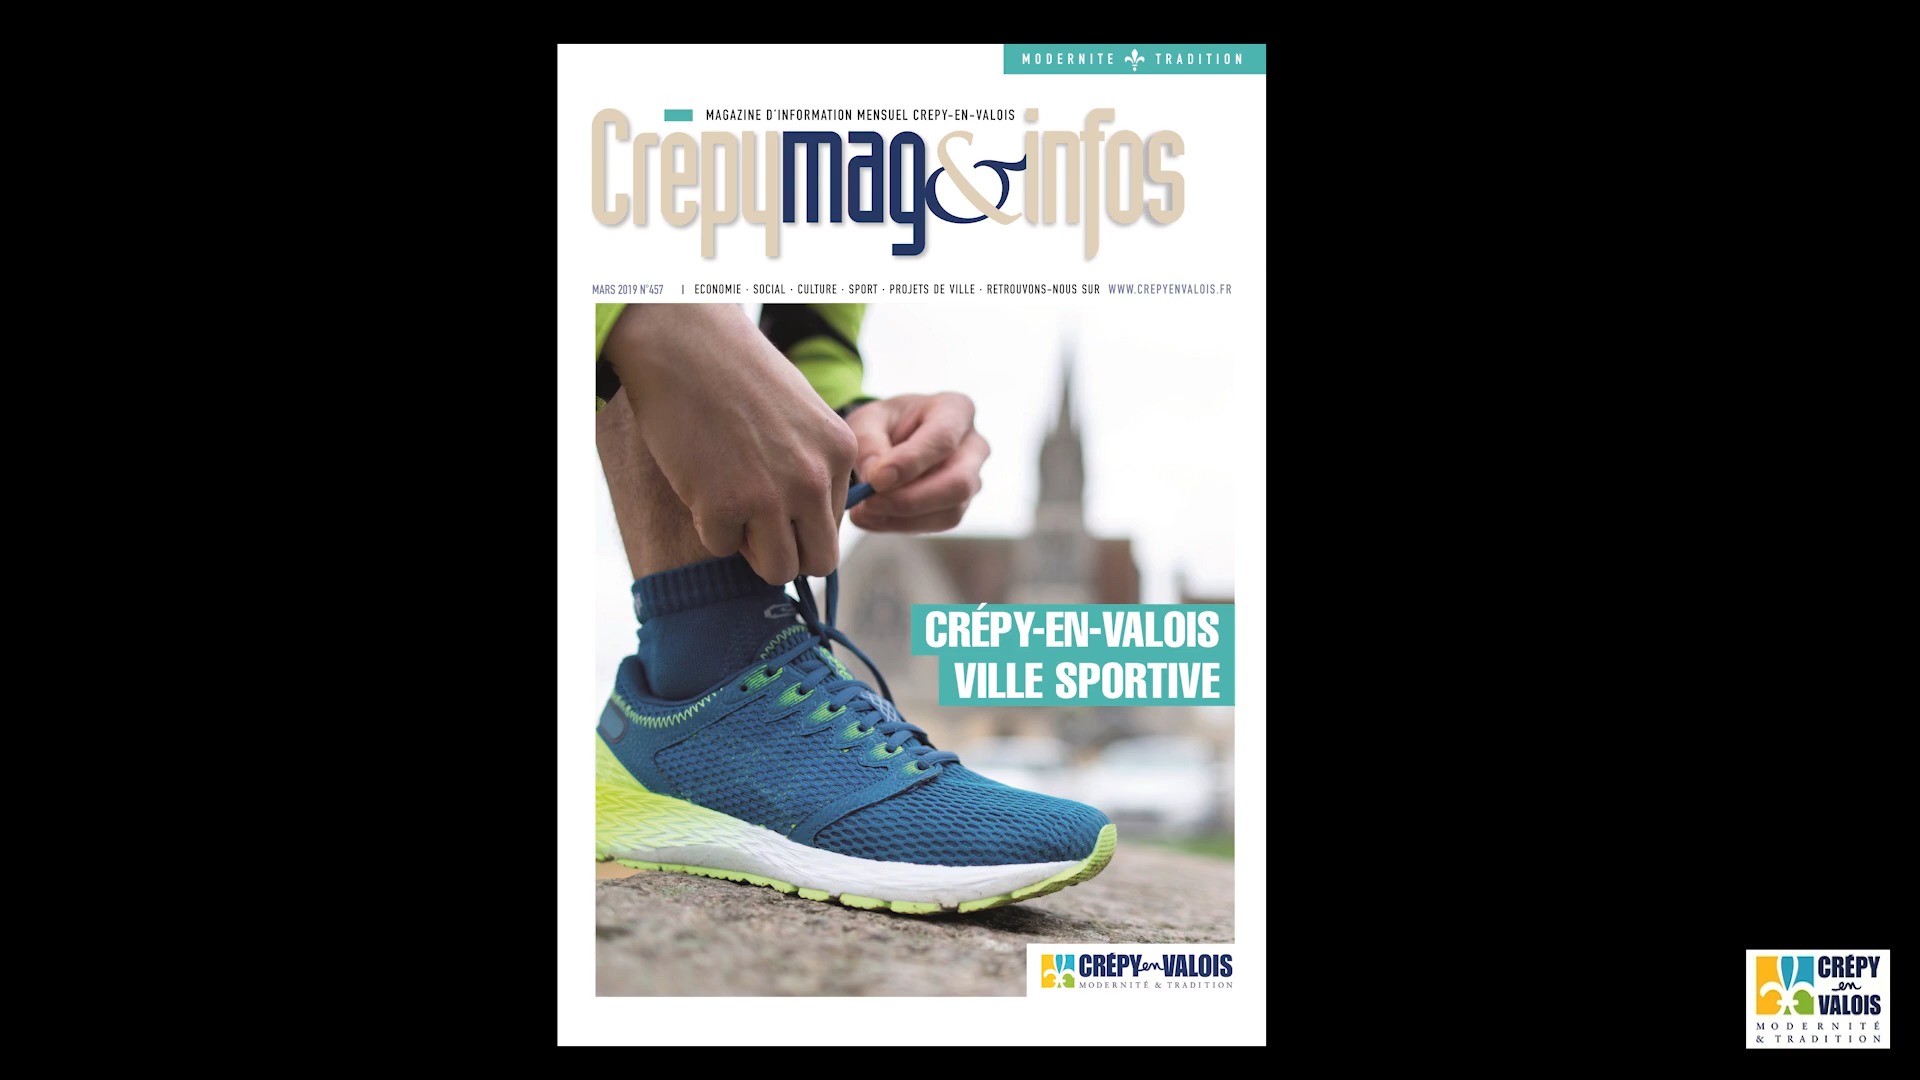 MODERNITE TRADITION
MAGAZINE D'INFORMATION MENSUEL CREPY-EN-VALOIS
Crépymag&infos
MARS 2019 N°457 | ECONOMIE · SOCIAL · CULTURE · SPORT · PROJETS DE VILLE · RETROUVONS-NOUS SUR WWW.CREPYENVALOIS.FR
CRÉPY-EN-VALOIS
VILLE SPORTIVE
CRÉPY en VALOIS
MODERNITÉ & TRADITION
CRÉPY
en
VALOIS
MODERNITÉ
& TRADITION